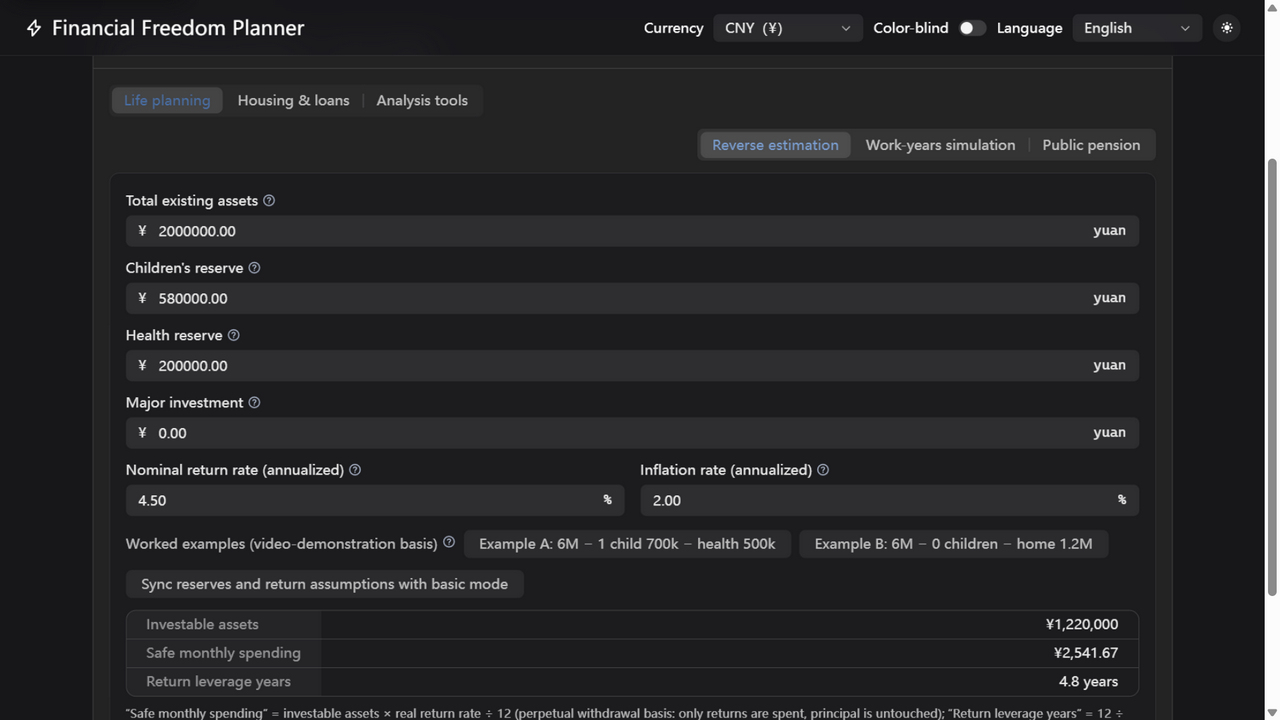 Financial Freedom Planner
Currency CNY (¥) Color-blind Language English
Life planning Housing & loans Analysis tools
Reverse estimation Work-years simulation Public pension
Total existing assets
¥ 2000000.00 yuan
Children's reserve
¥ 580000.00 yuan
Health reserve
¥ 200000.00 yuan
Major investment
¥ 0.00 yuan
Nominal return rate (annualized) Inflation rate (annualized)
4.50 % 2.00 %
Worked examples (video-demonstration basis) Example A: 6M − 1 child 700k − health 500k Example B: 6M − 0 children − home 1.2M
Sync reserves and return assumptions with basic mode
Investable assets ¥1,220,000
Safe monthly spending ¥2,541.67
Return leverage years 4.8 years
"Safe monthly spending" = investable assets × real return rate ÷ 12 (perpetual withdrawal basis: only returns are spent, principal is untouched); "Return leverage years" = 12 ÷